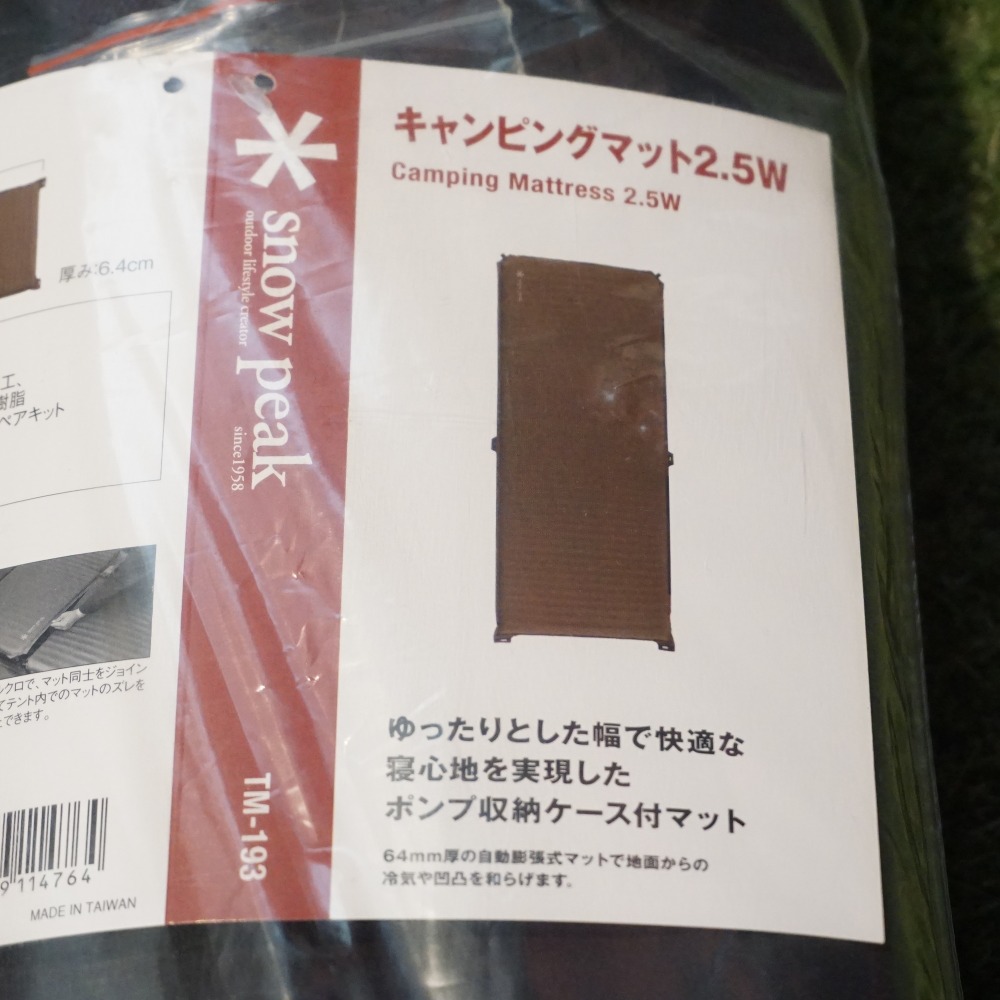 キャンピングマット2.5W
Camping Mattress 2.5W
snow peak
outdoor lifestyle creator
since1958
TM-193
ゆったりとした幅で快適な
寝心地を実現した
ポンプ収納ケース付マット
64mm厚の自動膨張式マットで地面からの
冷気や凹凸を和らげます。
厚み:6.4cm
工、
樹脂
ペアキット
クロで、マット同士をジョイン
てテント内でのマットのズレを
できます。
9 114764
MADE IN TAIWAN